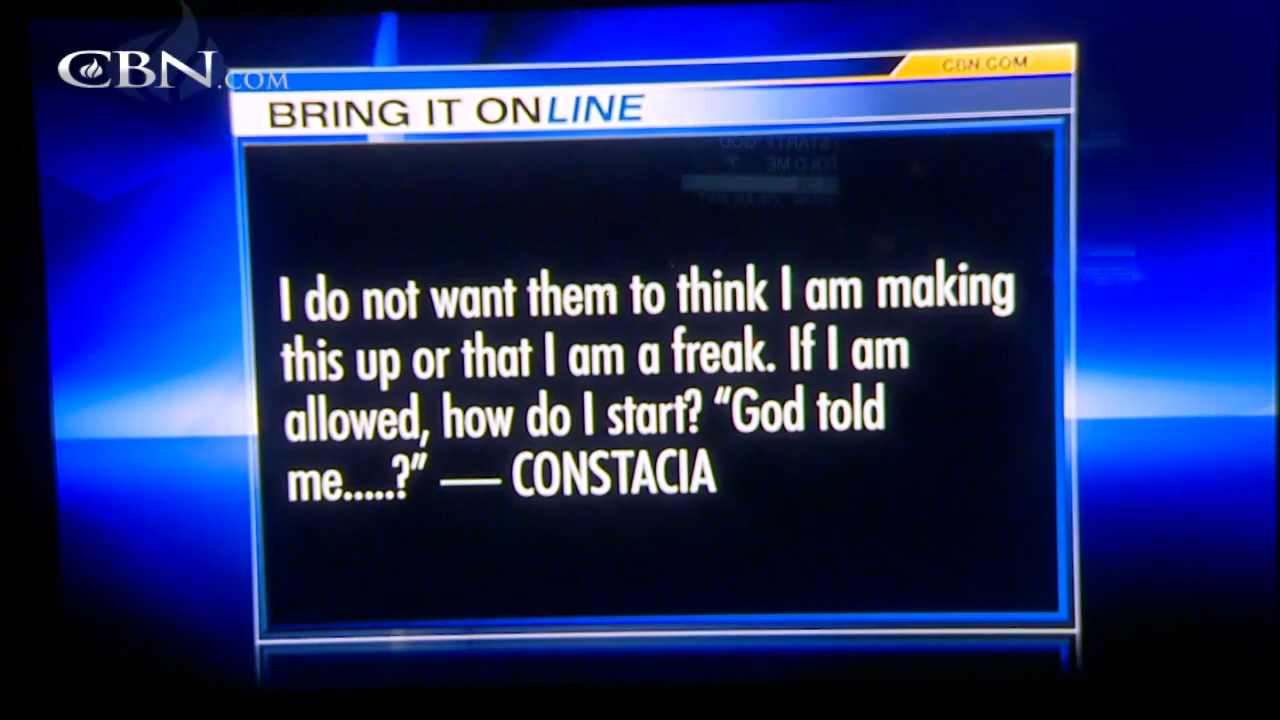 CBN.COM
CBN.COM
BRING IT ONLINE
I do not want them to think I am making
this up or that I am a freak. If I am
allowed, how do I start? “God told
me.....?” — CONSTACIA